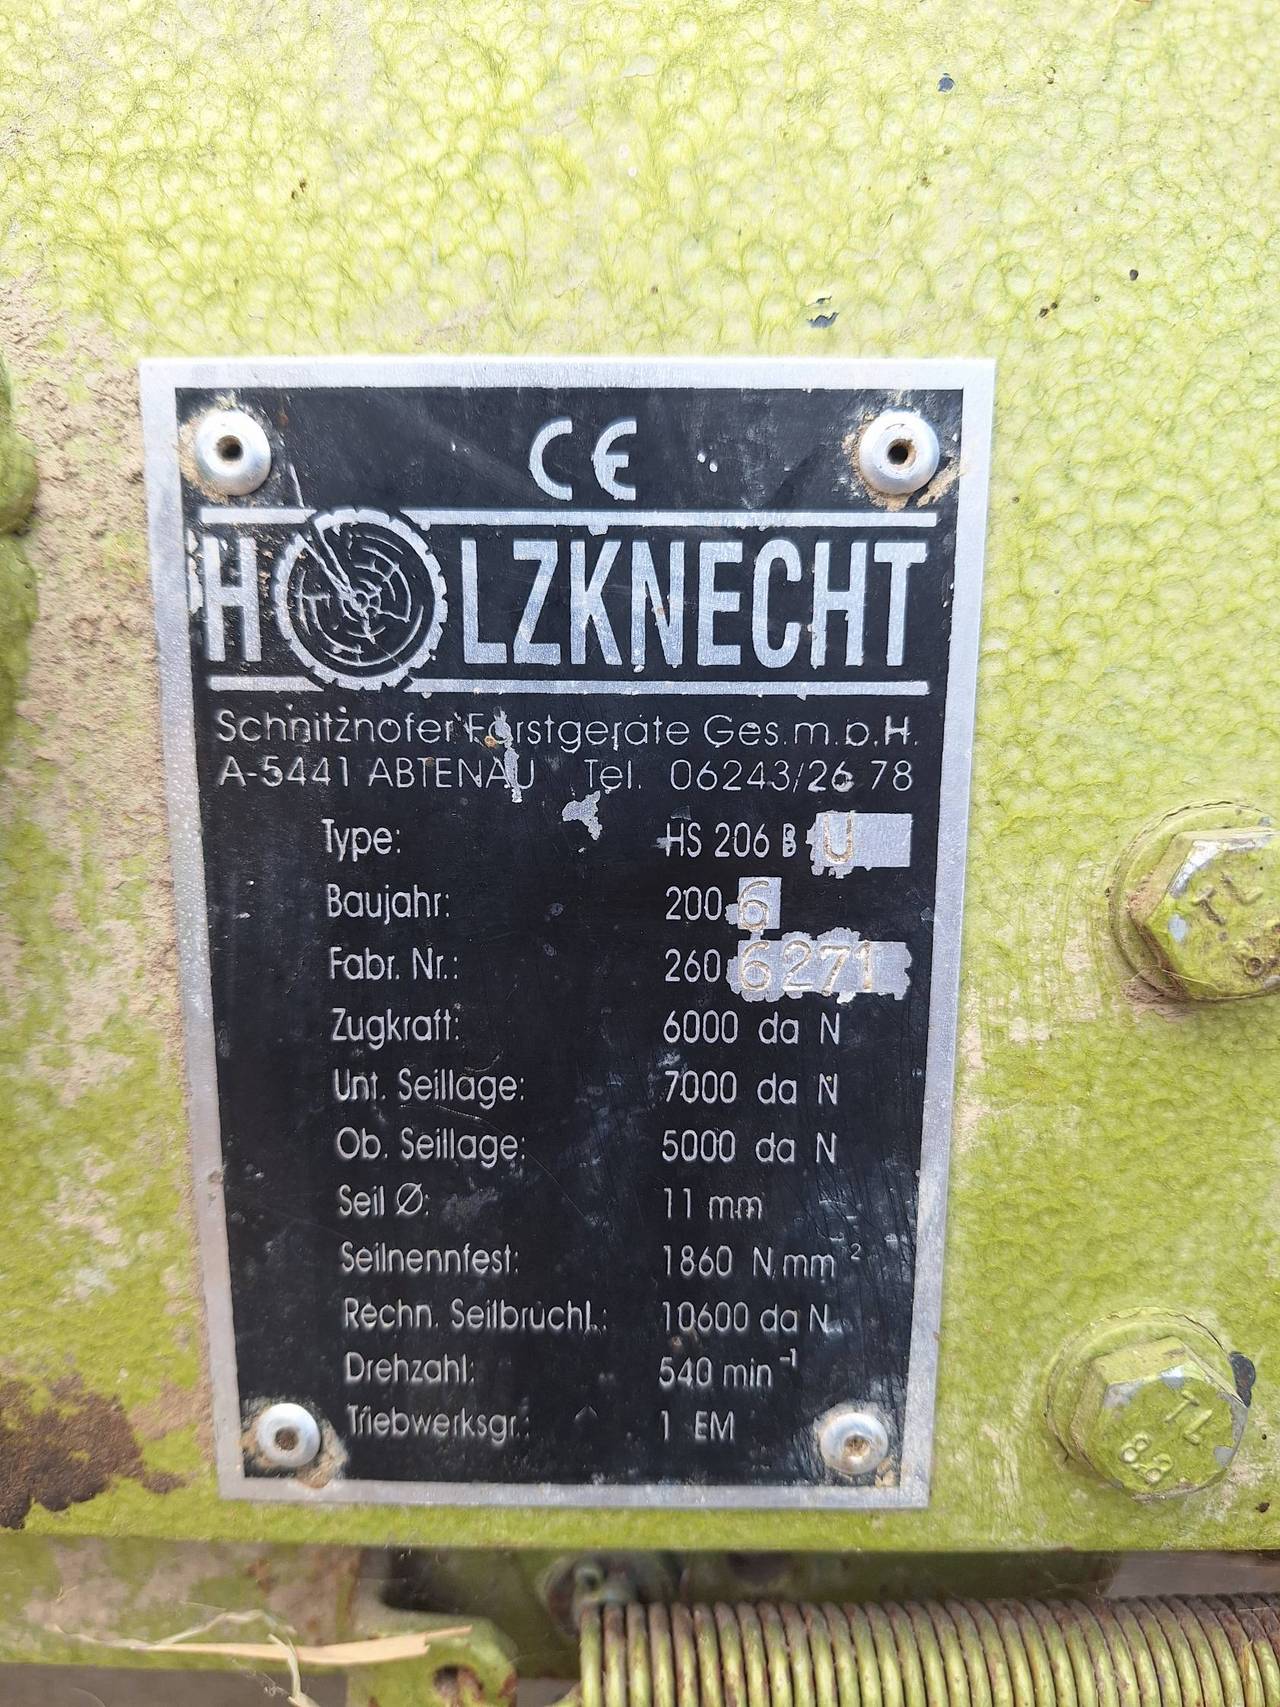 CE
HOLZKNECHT
Schnitzhofer Forstgeräte Ges.m.b.H.
A-5441 ABTENAU Tel. 06243/26 78
Type: HS 206 B U
Baujahr: 2006
Fabr. Nr.: 2606271
Zugkraft: 6000 da N
Unt. Seillage: 7000 da N
Ob. Seillage: 5000 da N
Seil Ø: 11 mm
Seilnennfest: 1860 N mm⁻²
Rechn. Seilbruchl.: 10600 da N
Drehzahl: 540 min⁻¹
Triebwerksgr.: 1 EM
TL
TL
8.8